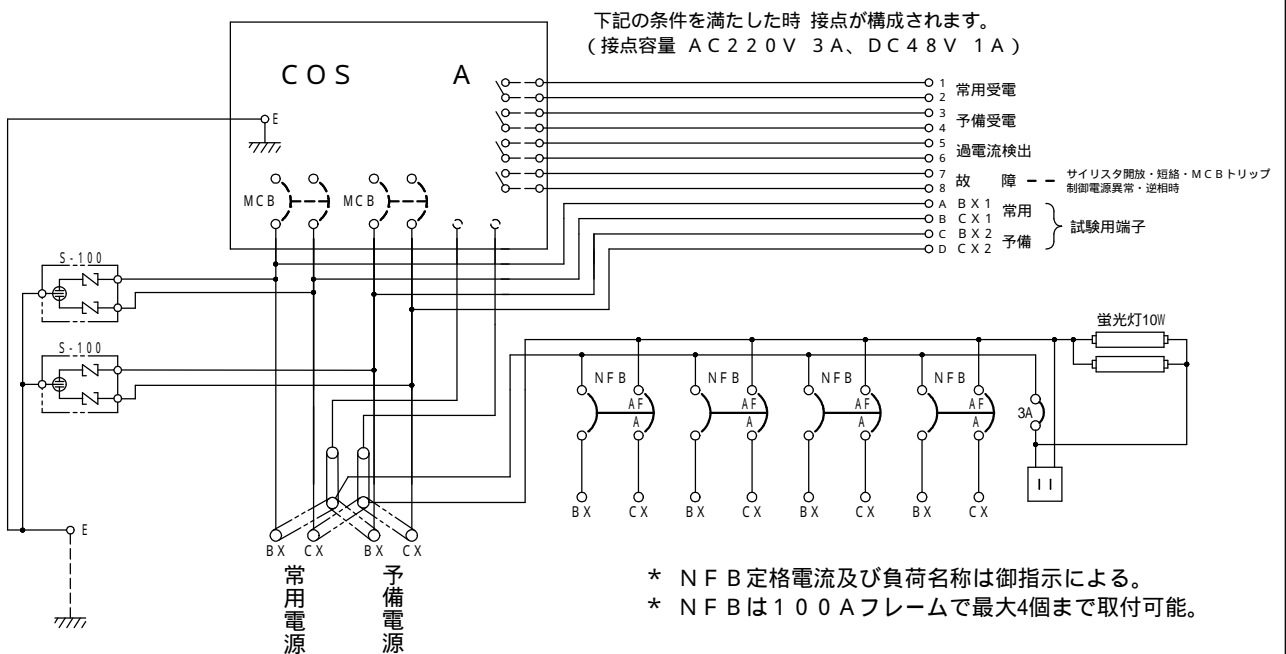 下記の条件を満たした時 接点が構成されます。
(接点容量 AC220V 3A、DC48V 1A)
COS A
E
MCB MCB
1 常用受電
2
3 予備受電
4
5 過電流検出
6
7 故 障 サイリスタ開放・短絡・MCBトリップ
8 制御電源異常・逆相時
A BX1 常用
B CX1
C BX2 予備
D CX2
試験用端子
S-100
S-100
蛍光灯10W
NFB NFB NFB NFB
AF AF AF AF
A A A A
3A
BX CX BX CX BX CX BX CX
E
BX CX BX CX
常用電源
予備電源
* NFB定格電流及び負荷名称は御指示による。
* NFBは100Aフレームで最大4個まで取付可能。